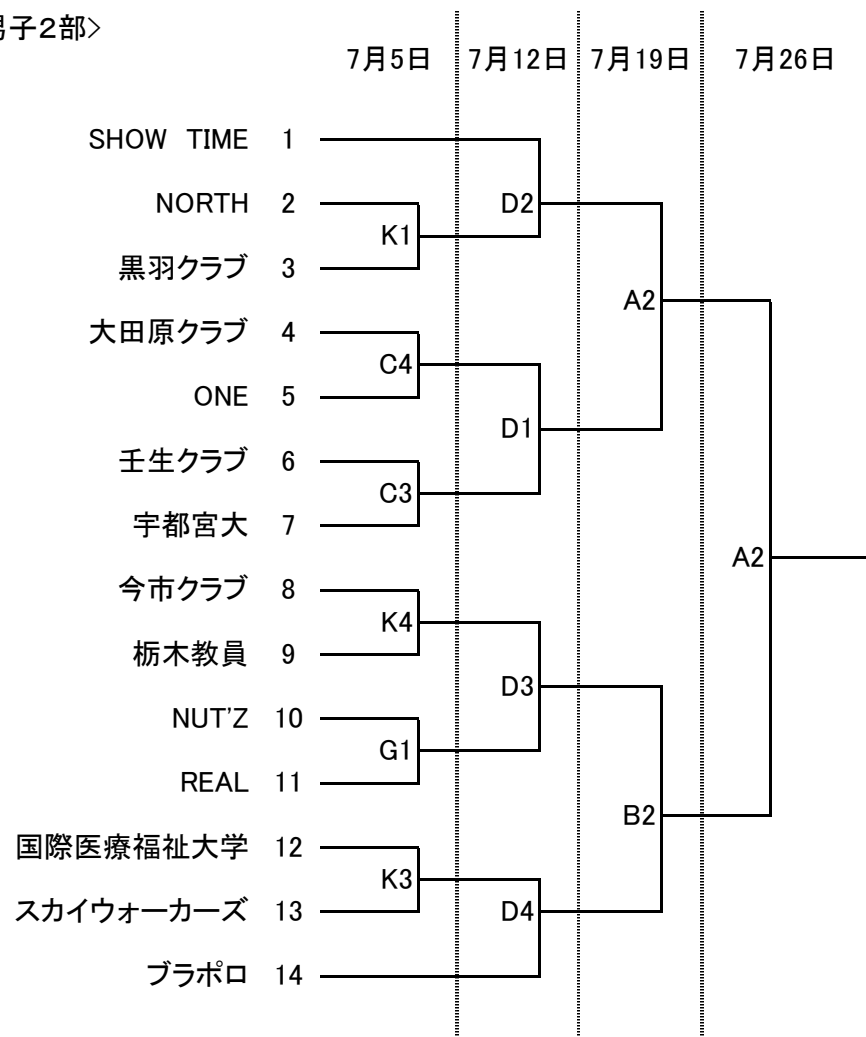 男子２部>
7月5日 7月12日 7月19日 7月26日
SHOW　TIME 1
NORTH 2
D2
K1
黒羽クラブ 3
A2
大田原クラブ 4
C4
ONE 5
D1
壬生クラブ 6
C3
宇都宮大 7
A2
今市クラブ 8
K4
栃木教員 9
D3
NUT'Z 10
G1
REAL 11
B2
国際医療福祉大学 12
K3
スカイウォーカーズ 13 D4
ブラポロ 14